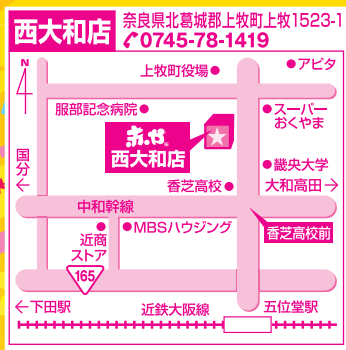 西大和店
奈良県北葛城郡上牧町上牧1523-1
0745-78-1419
N
上牧町役場
アピタ
服部記念病院
スーパー
おくやま
西大和店
国分
畿央大学
香芝高校
大和高田
中和幹線
MBSハウジング
香芝高校前
近商
ストア
165
下田駅
近鉄大阪線
五位堂駅